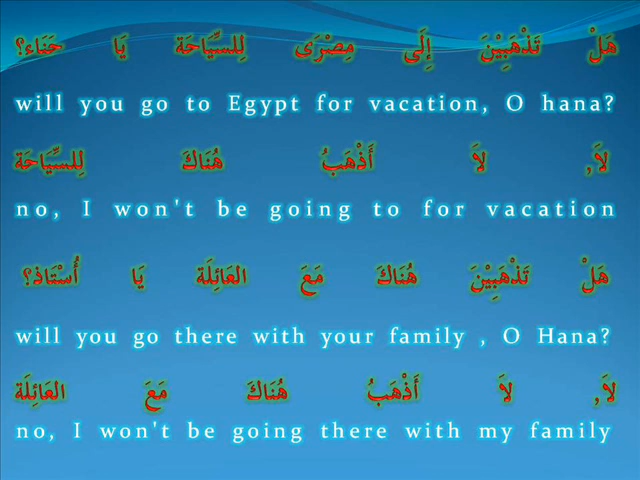 هَلْ تَذْهَبِيْنَ إِلَى مِصْرَى لِلسِّيَاحَة يَا حَنَاء؟
will you go to Egypt for vacation, O hana?
لاَ, لاَ أَذْهَبُ هُنَاكَ لِلسِّيَاحَة
no, I won't be going to for vacation
هَلْ تَذْهَبِيْنَ هُنَاكَ مَعَ العَائِلَة يَا أُسْتَاذ؟
will you go there with your family , O Hana?
لاَ, لاَ أَذْهَبُ هُنَاكَ مَعَ العَائِلَة
no, I won't be going there with my family